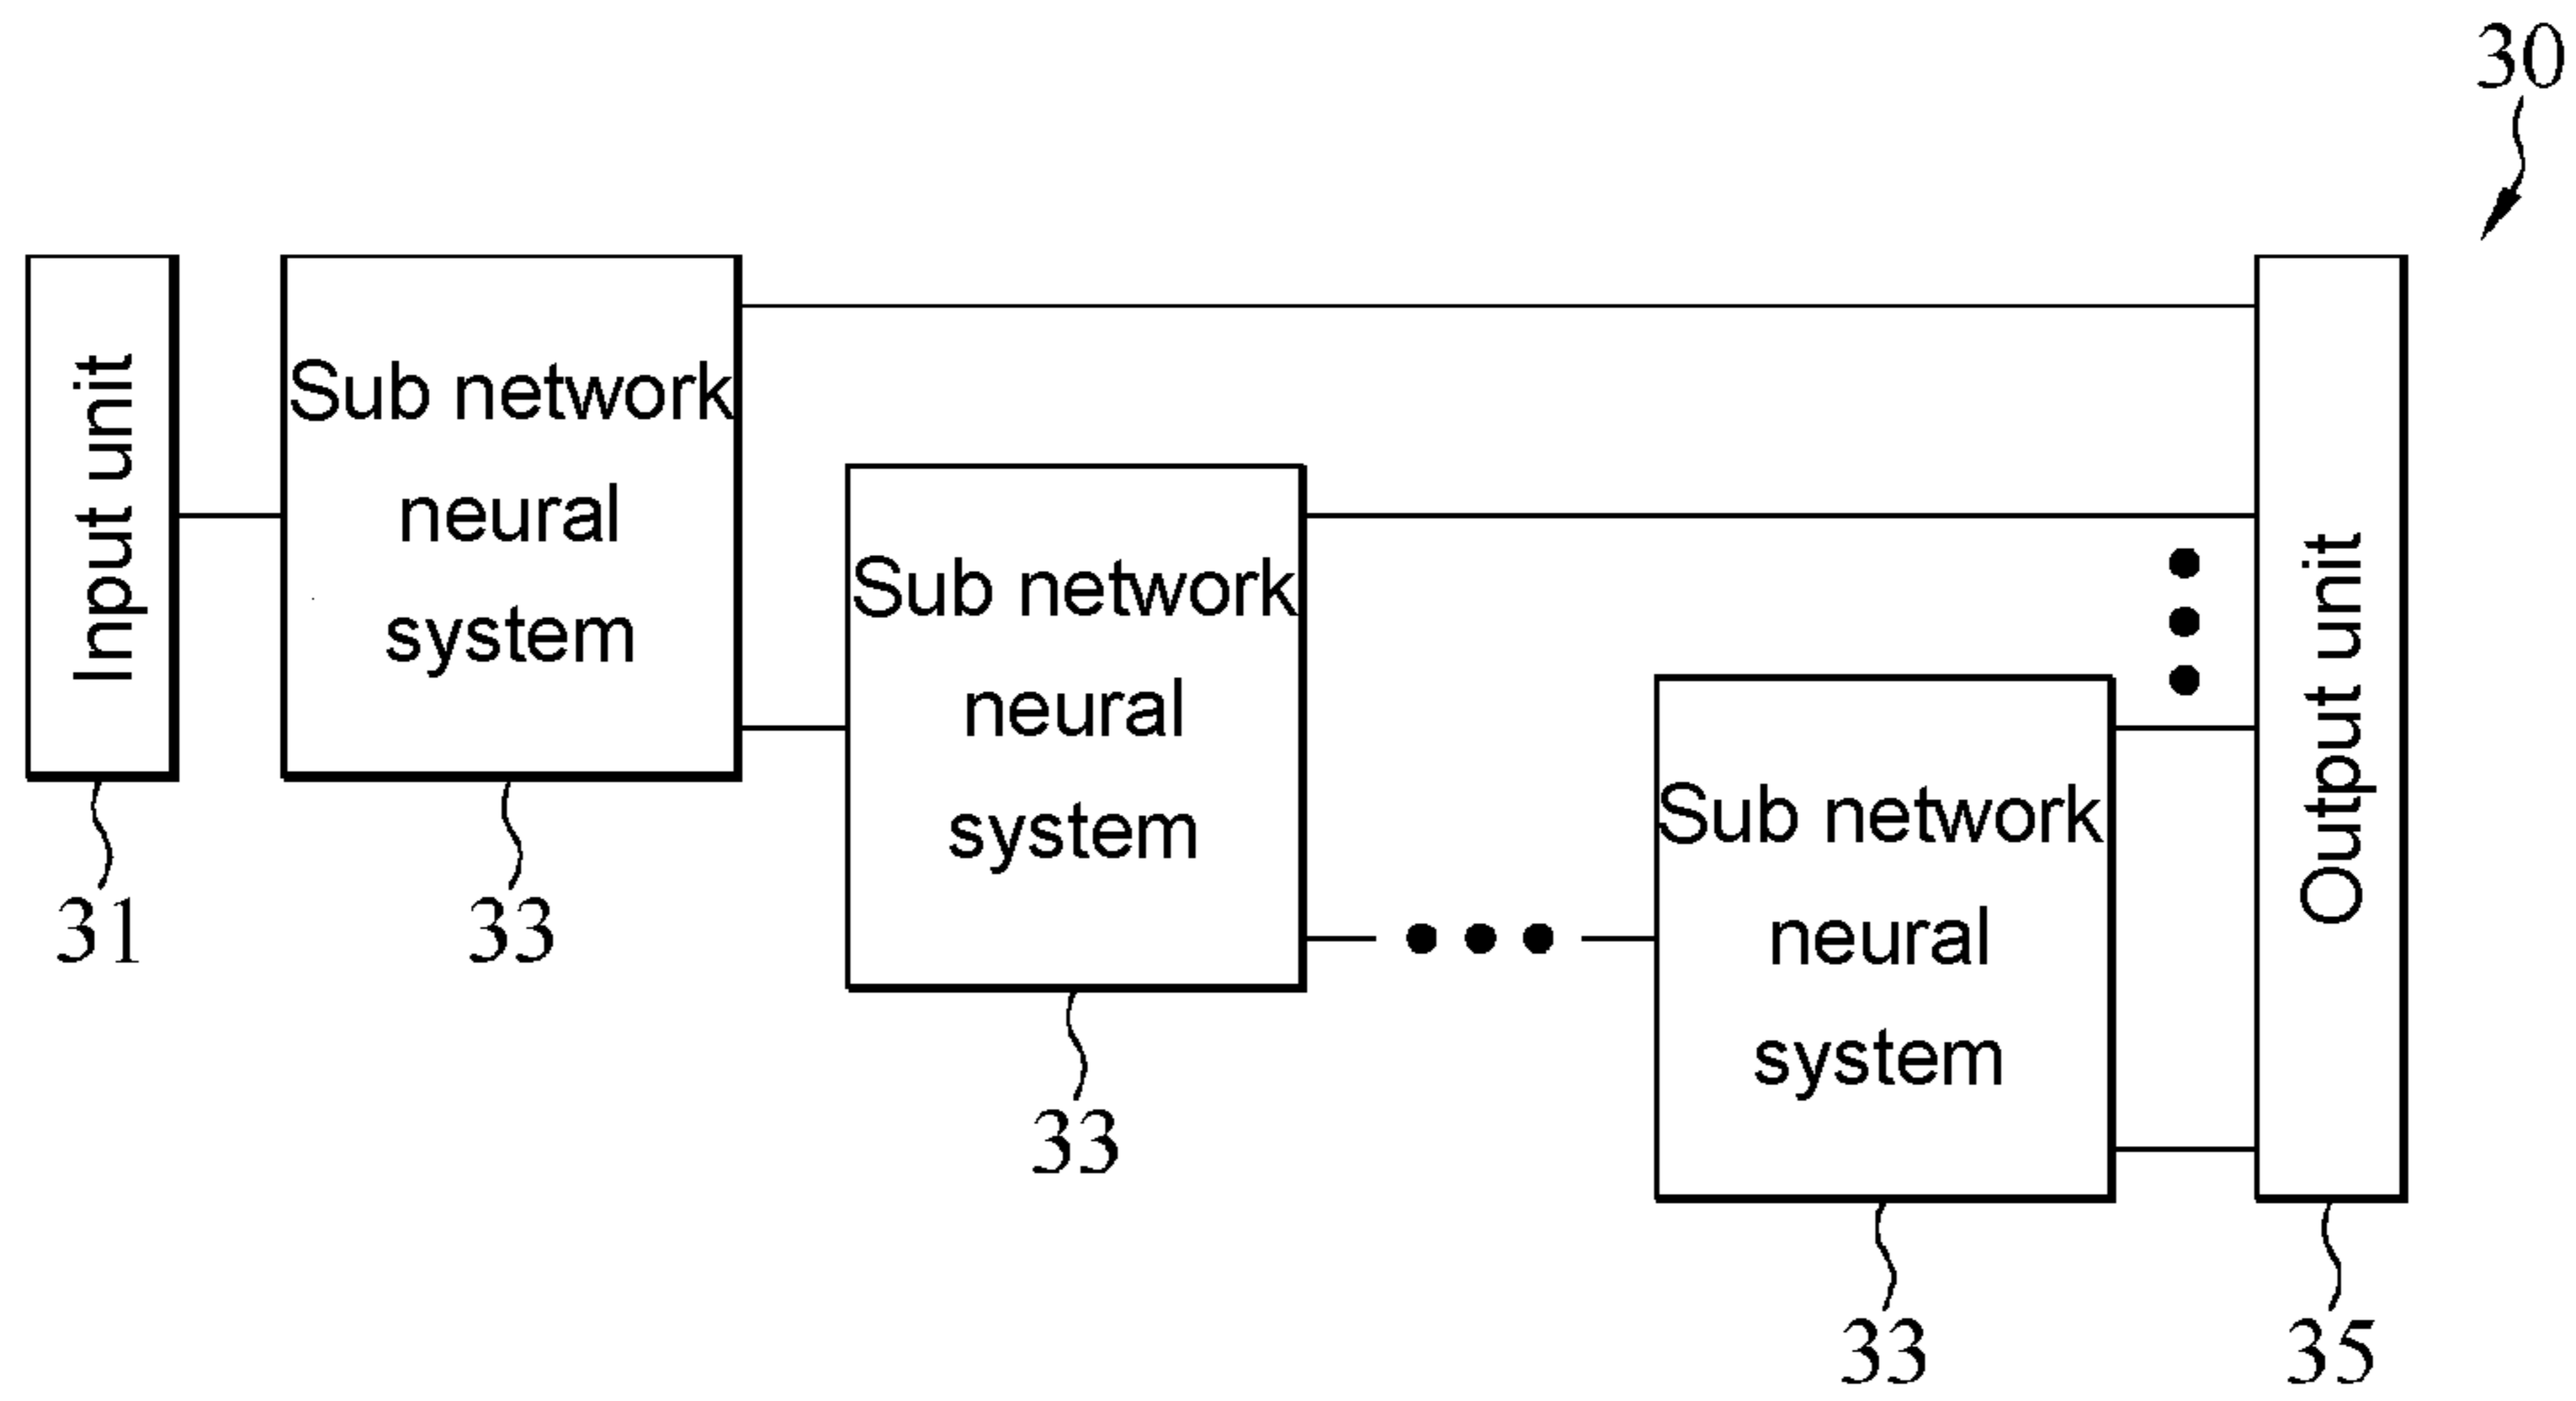 30
Input unit
Sub network
neural
system
Sub network
neural
system
Sub network
neural
system
Output unit
31
33
33
33
35